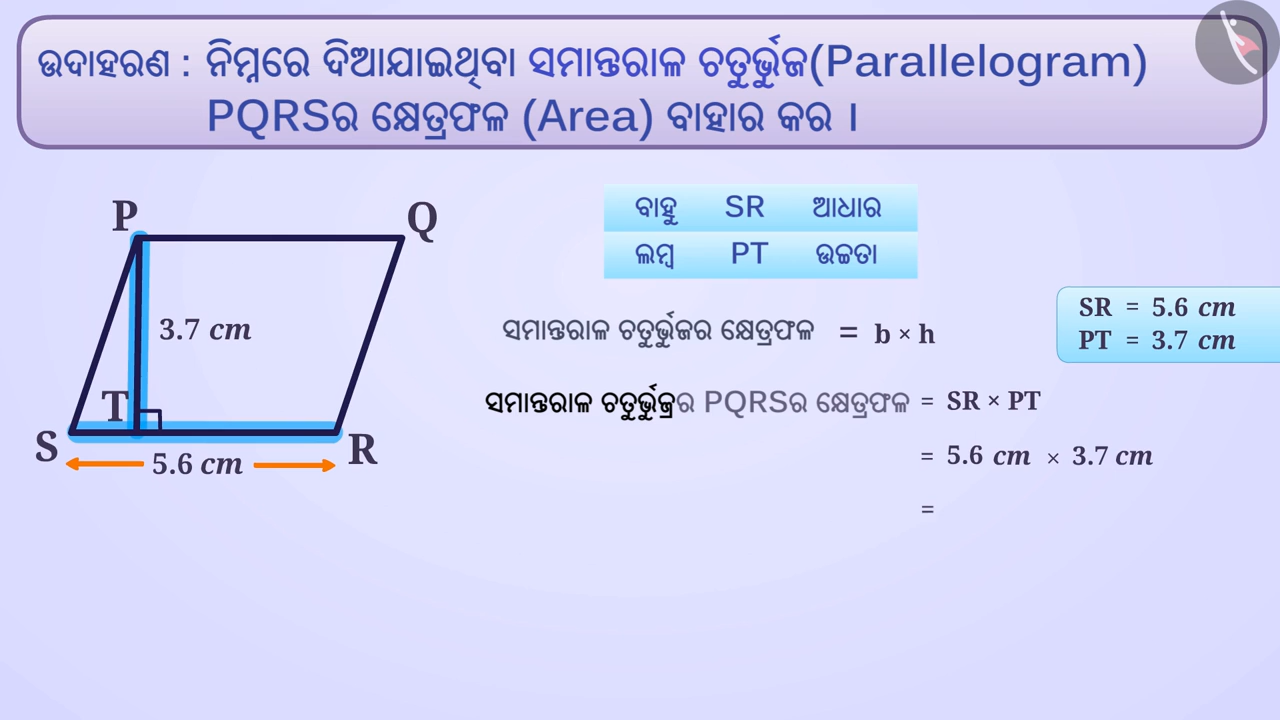 ଉଦାହରଣ : ନିମ୍ନରେ ଦିଆଯାଇଥିବା ସମାନ୍ତରାଳ ଚତୁର୍ଭୁଜ(Parallelogram)
PQRSର କ୍ଷେତ୍ରଫଳ (Area) ବାହାର କର ।
P
Q
3.7 cm
T
S
R
5.6 cm
ବାହୁ SR ଆଧାର
ଲମ୍ବ PT ଉଚ୍ଚତା
ସମାନ୍ତରାଳ ଚତୁର୍ଭୁଜର କ୍ଷେତ୍ରଫଳ = b × h
SR = 5.6 cm
PT = 3.7 cm
ସମାନ୍ତରାଳ ଚତୁର୍ଭୁଜର PQRSର କ୍ଷେତ୍ରଫଳ = SR × PT
= 5.6 cm × 3.7 cm
=